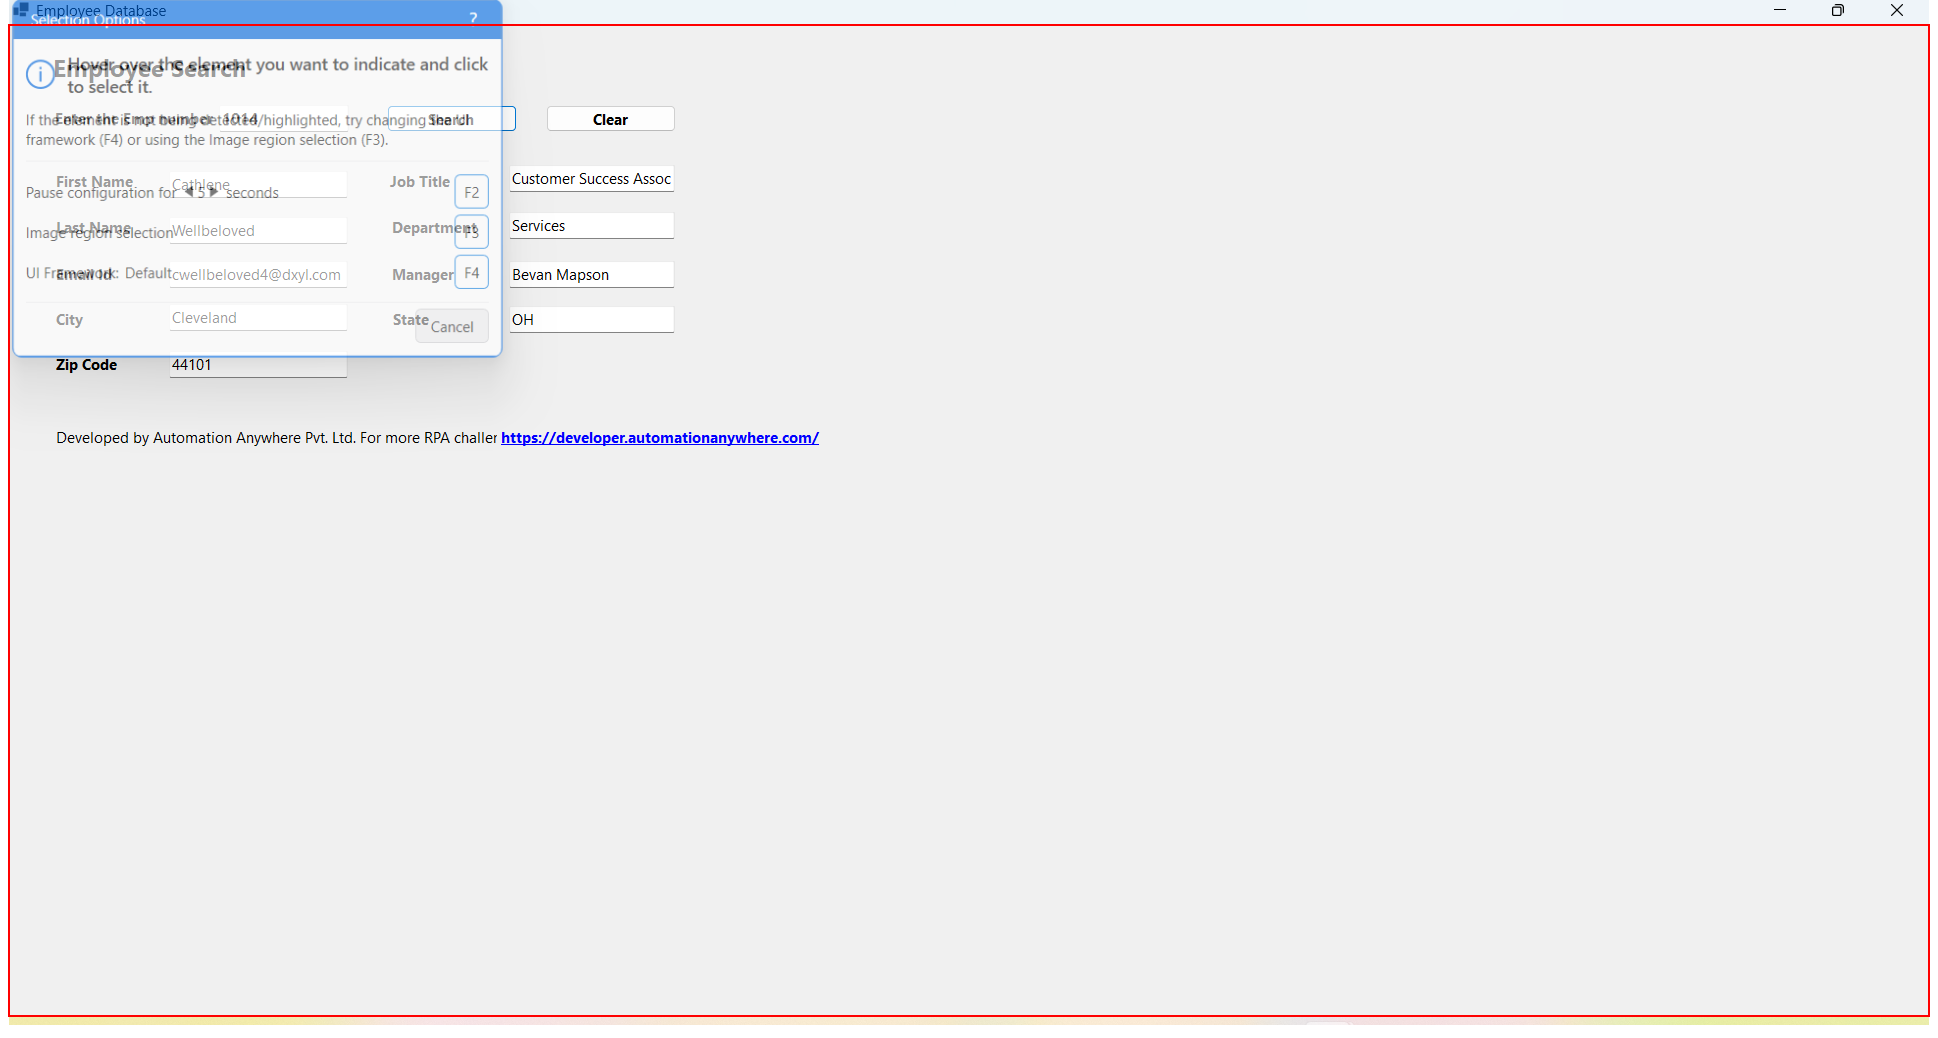 Employee Database
Selection Options ?
Hover over the element you want to indicate and click
to select it.
Employee Search
If the element is not being detected/highlighted, try changing the UI
framework (F4) or using the Image region selection (F3).
Enter the Emp number 1014 Search Clear
First Name Cathlene Job Title Customer Success Assoc
Pause configuration for 5 seconds F2
Last Name Wellbeloved Department Services
Image region selection F3
Email Id cwellbeloved4@dxyl.com Manager Bevan Mapson
UI Framework: Default F4
City Cleveland State OH
Cancel
Zip Code 44101
Developed by Automation Anywhere Pvt. Ltd. For more RPA challer https://developer.automationanywhere.com/